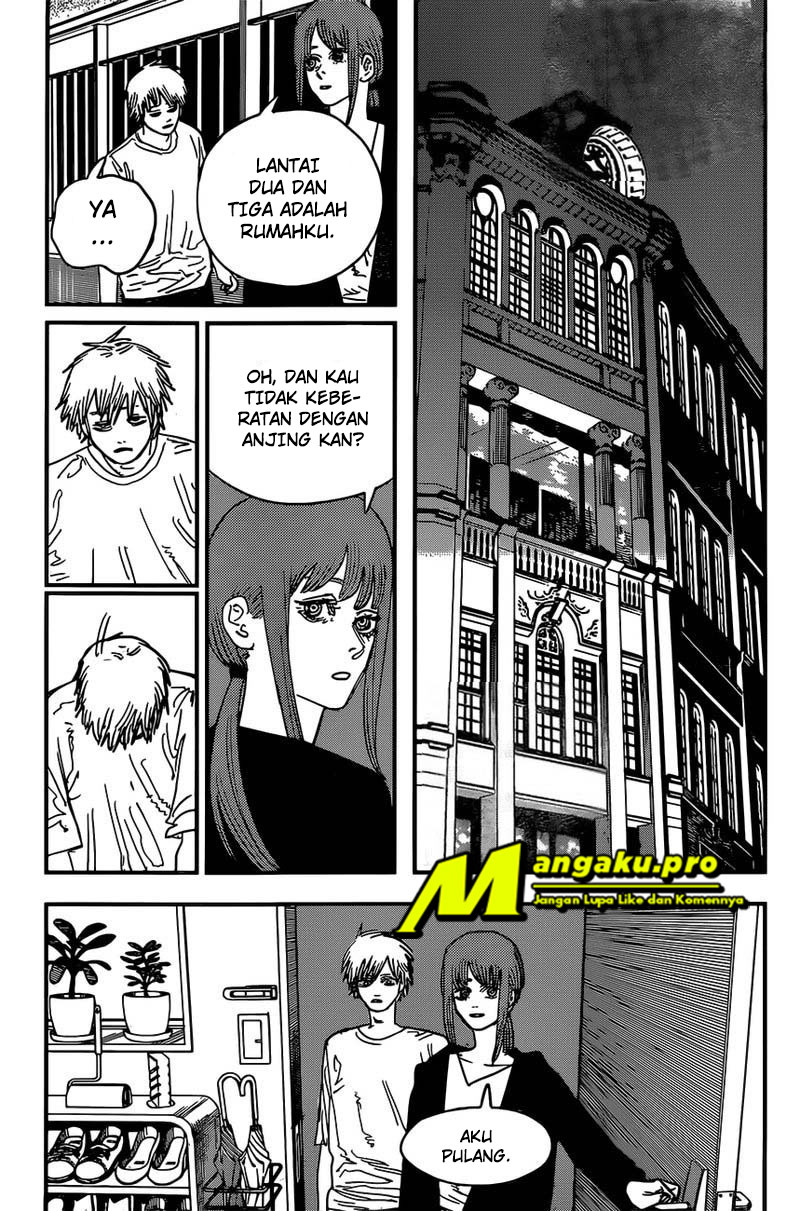 LANTAI
DUA DAN
TIGA ADALAH
RUMAHKU.
YA
...
OH, DAN KAU
TIDAK KEBE-
RATAN DENGAN
ANJING KAN?
Mangaku.pro
Jangan Lupa Like dan Komennya
AKU
PULANG.